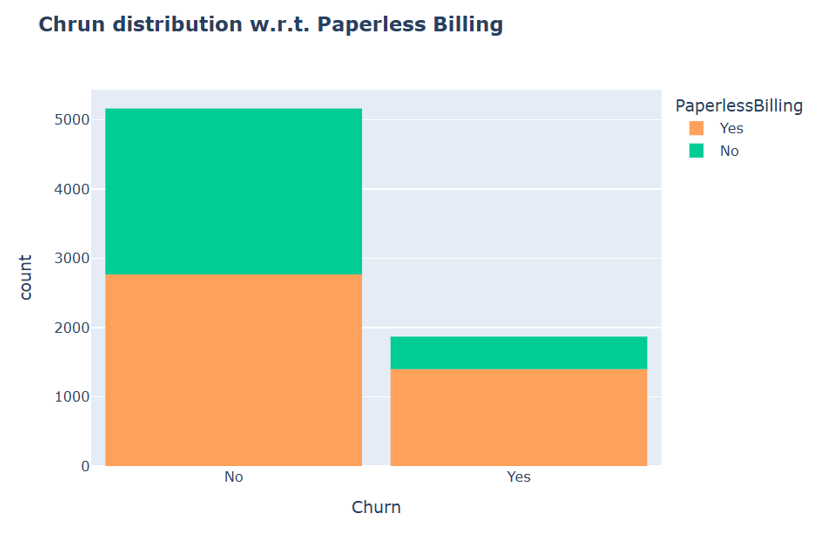 Chrun distribution w.r.t. Paperless Billing
PaperlessBilling
Yes
No
count
5000
4000
3000
2000
1000
0
No
Yes
Churn